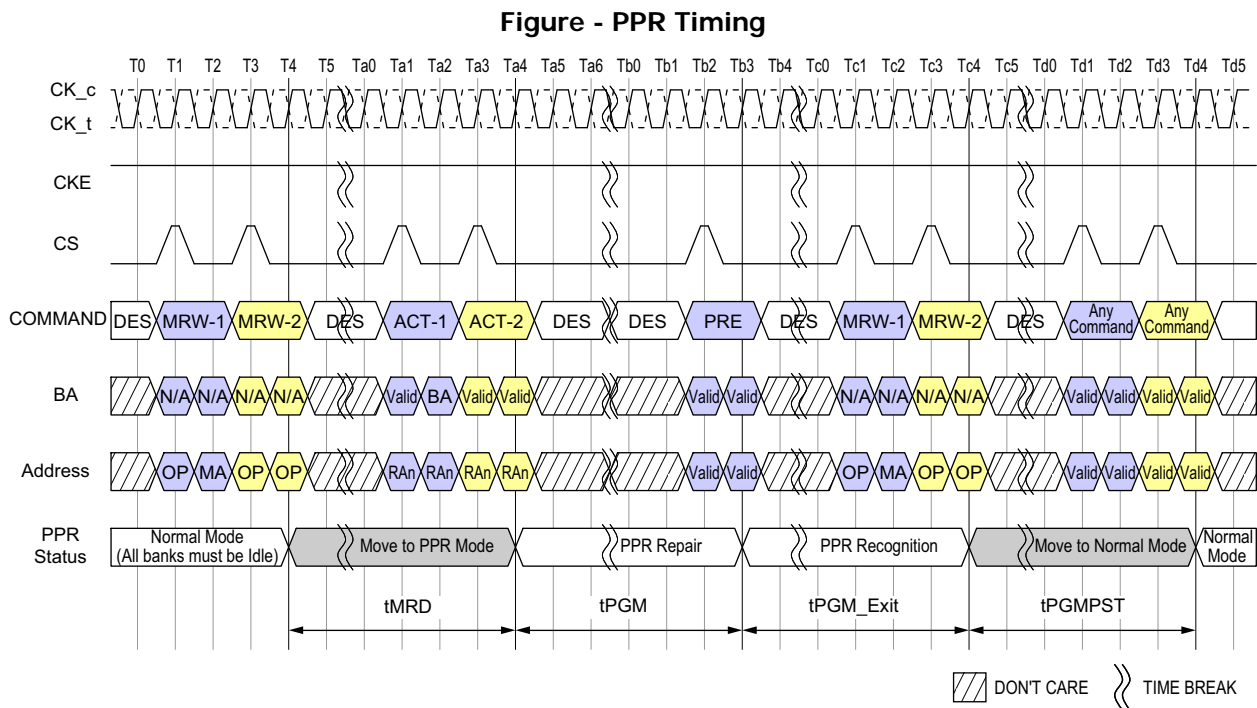 Figure - PPR Timing
T0 T1 T2 T3 T4 T5 Ta0 Ta1 Ta2 Ta3 Ta4 Ta5 Ta6 Tb0 Tb1 Tb2 Tb3 Tb4 Tc0 Tc1 Tc2 Tc3 Tc4 Tc5 Td0 Td1 Td2 Td3 Td4 Td5
CK_c
CK_t
CKE
CS
COMMAND DES MRW-1 MRW-2 DES ACT-1 ACT-2 DES DES PRE DES MRW-1 MRW-2 DES Any Command Any Command
BA N/A N/A N/A N/A Valid BA Valid Valid Valid Valid N/A N/A N/A N/A Valid Valid Valid Valid
Address OP MA OP OP RAn RAn RAn RAn Valid Valid OP MA OP OP Valid Valid Valid Valid
PPR Status
Normal Mode
(All banks must be Idle)
Move to PPR Mode
PPR Repair
PPR Recognition
Move to Normal Mode
Normal
Mode
tMRD tPGM tPGM_Exit tPGMPST
DON'T CARE TIME BREAK